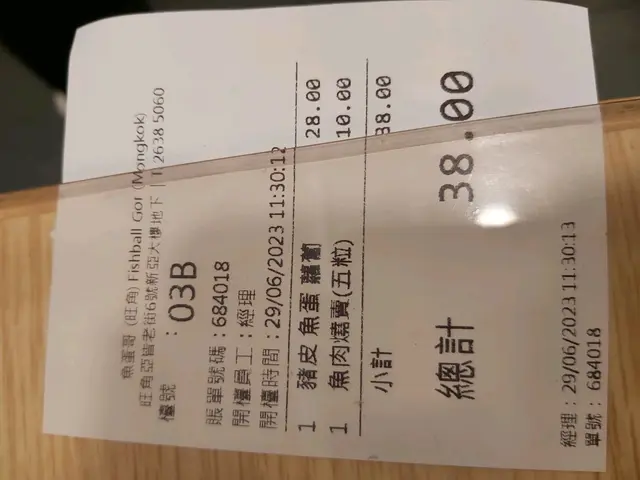 魚蛋哥 (旺角) Fishball Gor (Mongkok)
旺角亞皆老街6號新亞大樓地下 T 2638 5060
檯號 : 03B
賬單號碼 : 684018
開檯員工 : 經理
開檯時間 : 29/06/2023 11:30:12
1 豬皮 魚蛋 蘿蔔 28.00
1 魚肉燒賣(五粒) 10.00
小計 38.00
總計 38.00
經理 : 29/06/2023 11:30:13
單號 : 684018